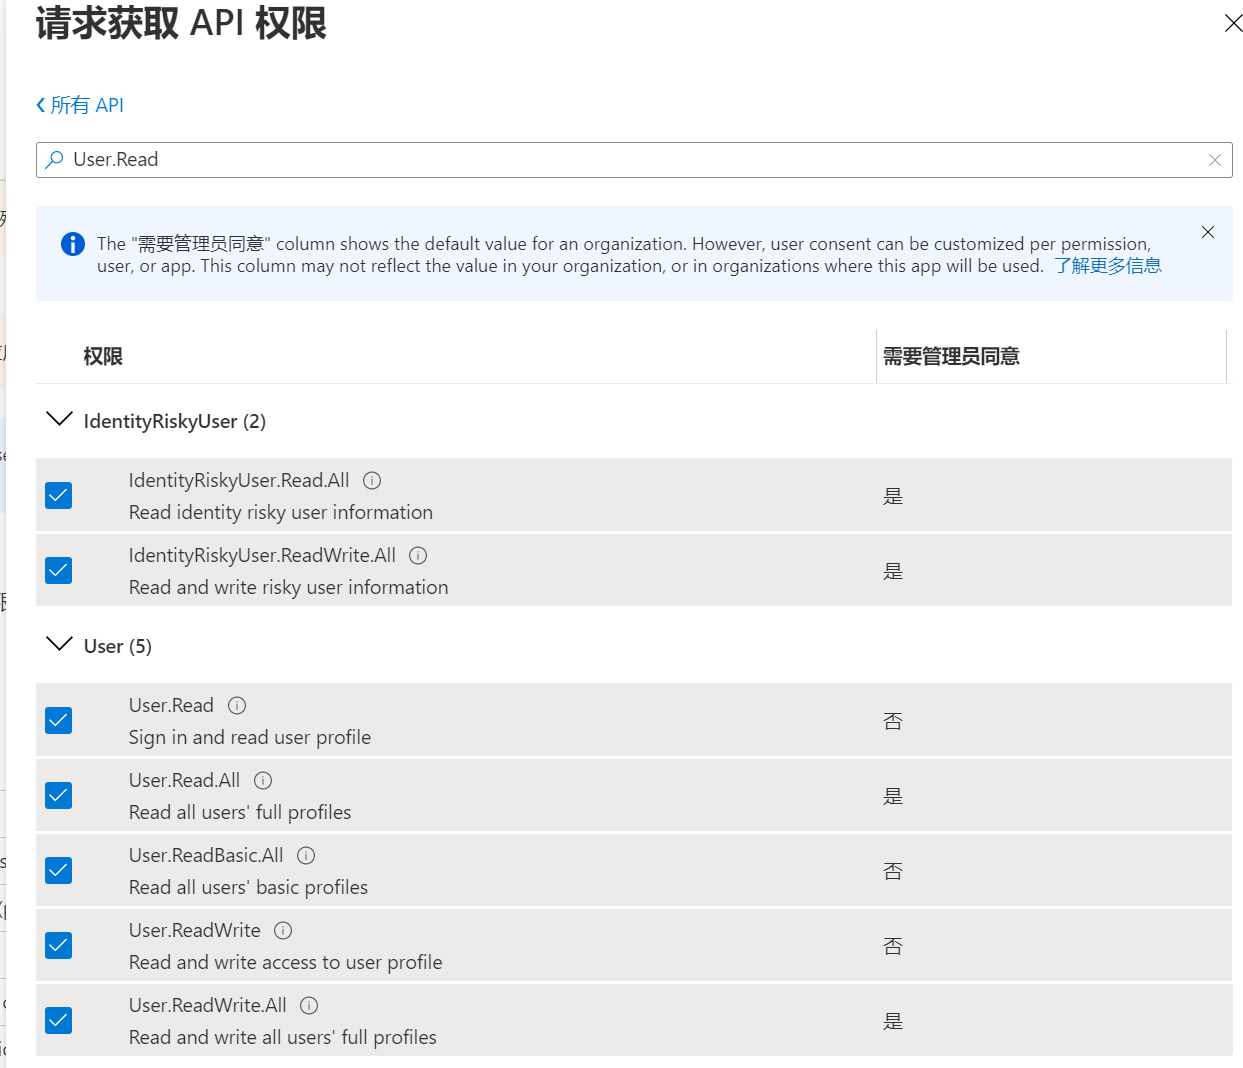 请求获取 API 权限
所有 API
User.Read
The "需要管理员同意" column shows the default value for an organization. However, user consent can be customized per permission,
user, or app. This column may not reflect the value in your organization, or in organizations where this app will be used. 了解更多信息
权限 需要管理员同意
IdentityRiskyUser (2)
IdentityRiskyUser.Read.All
是
Read identity risky user information
IdentityRiskyUser.ReadWrite.All
是
Read and write risky user information
User (5)
User.Read
否
Sign in and read user profile
User.Read.All
是
Read all users' full profiles
User.ReadBasic.All
否
Read all users' basic profiles
User.ReadWrite
否
Read and write access to user profile
User.ReadWrite.All
是
Read and write all users' full profiles